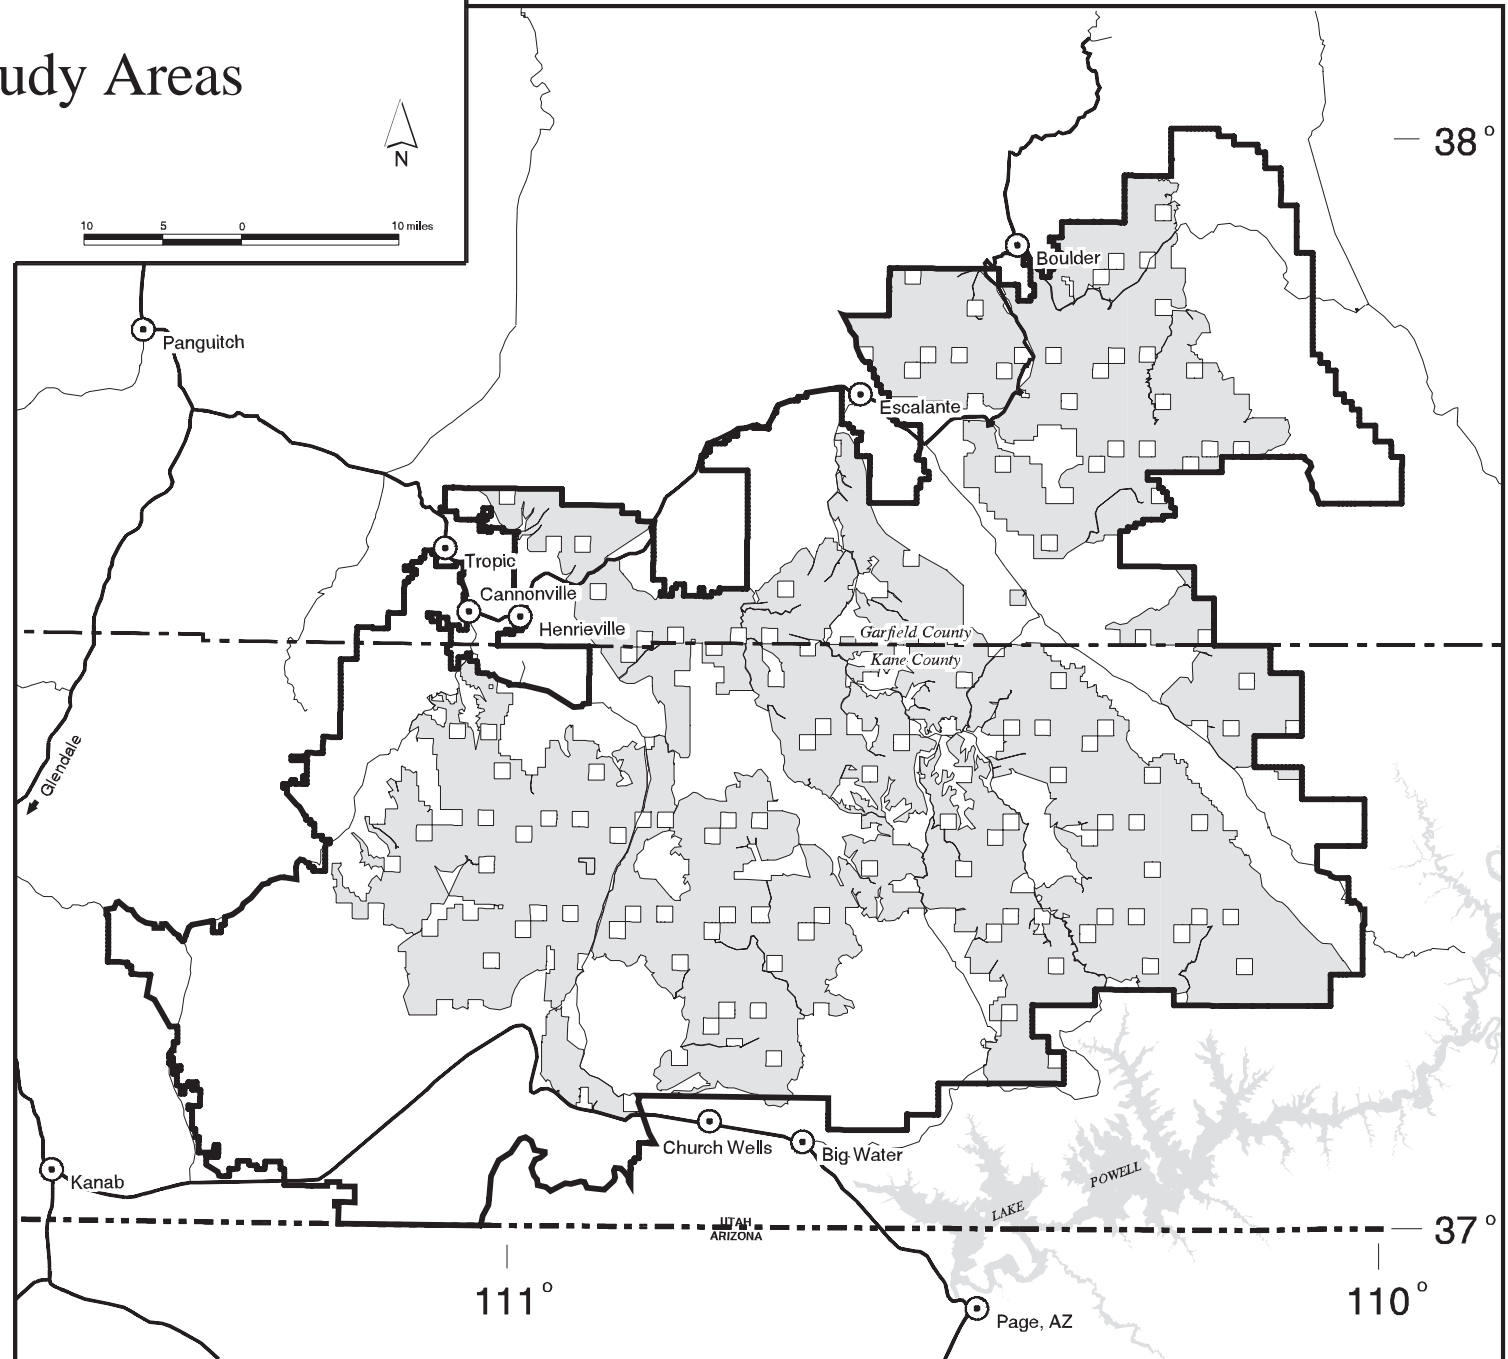 udy Areas
N
10 5 0 10 miles
38°
Boulder
Panguitch
Escalante
Tropic
Cannonville
Henrieville
Garfield County
Kane County
Glendale
Church Wells
Big Water
Kanab
LAKE POWELL
UTAH
ARIZONA
37°
111°
110°
Page, AZ